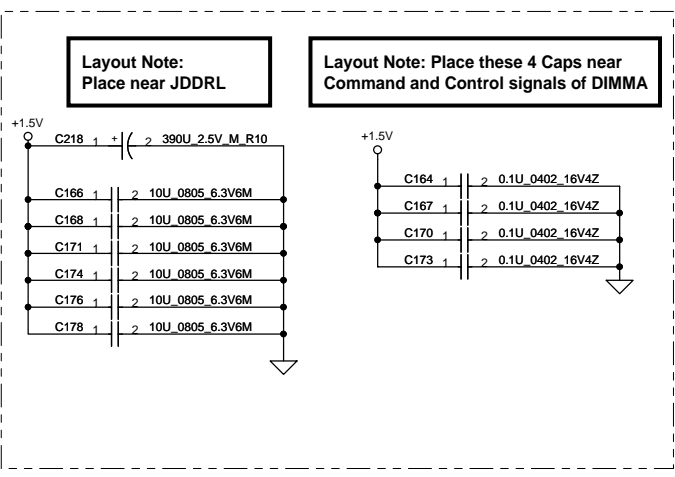 Layout Note:
Place near JDDRL
+1.5V
C218 1 + 2 390U_2.5V_M_R10
C166 1 2 10U_0805_6.3V6M
C168 1 2 10U_0805_6.3V6M
C171 1 2 10U_0805_6.3V6M
C174 1 2 10U_0805_6.3V6M
C176 1 2 10U_0805_6.3V6M
C178 1 2 10U_0805_6.3V6M
Layout Note: Place these 4 Caps near
Command and Control signals of DIMMA
+1.5V
C164 1 2 0.1U_0402_16V4Z
C167 1 2 0.1U_0402_16V4Z
C170 1 2 0.1U_0402_16V4Z
C173 1 2 0.1U_0402_16V4Z